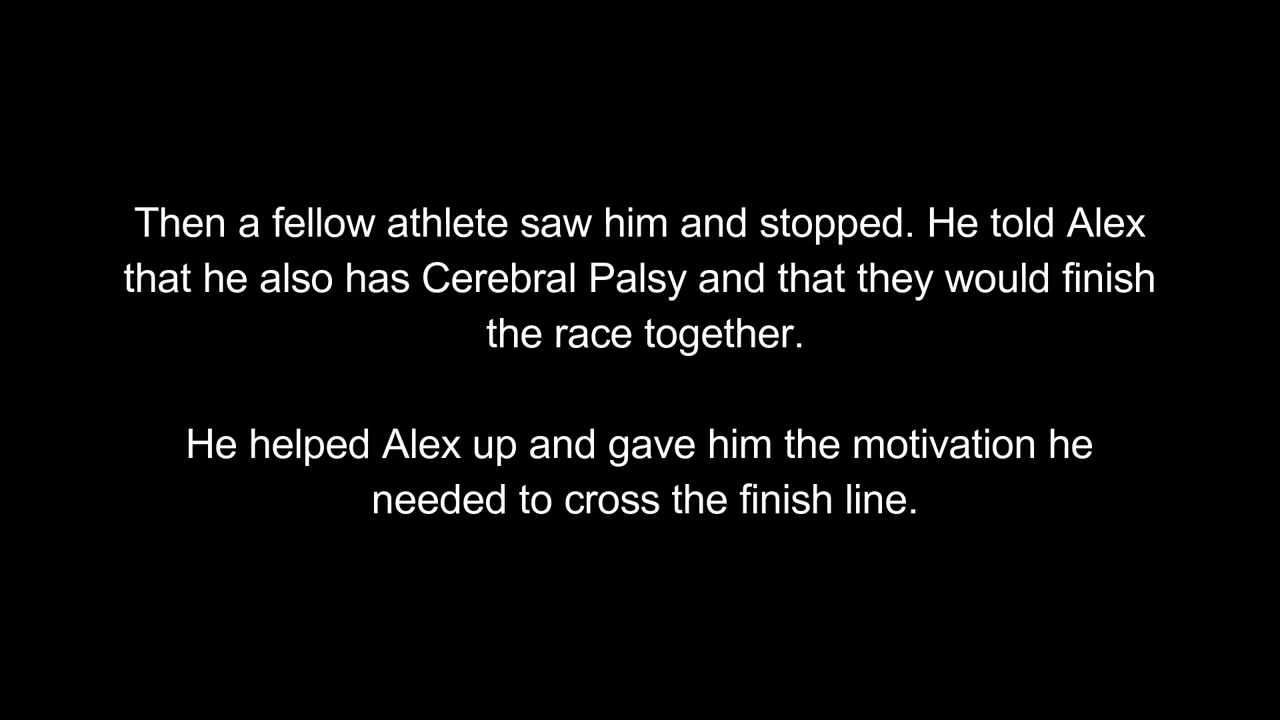 Then a fellow athlete saw him and stopped. He told Alex
that he also has Cerebral Palsy and that they would finish
the race together.
He helped Alex up and gave him the motivation he
needed to cross the finish line.